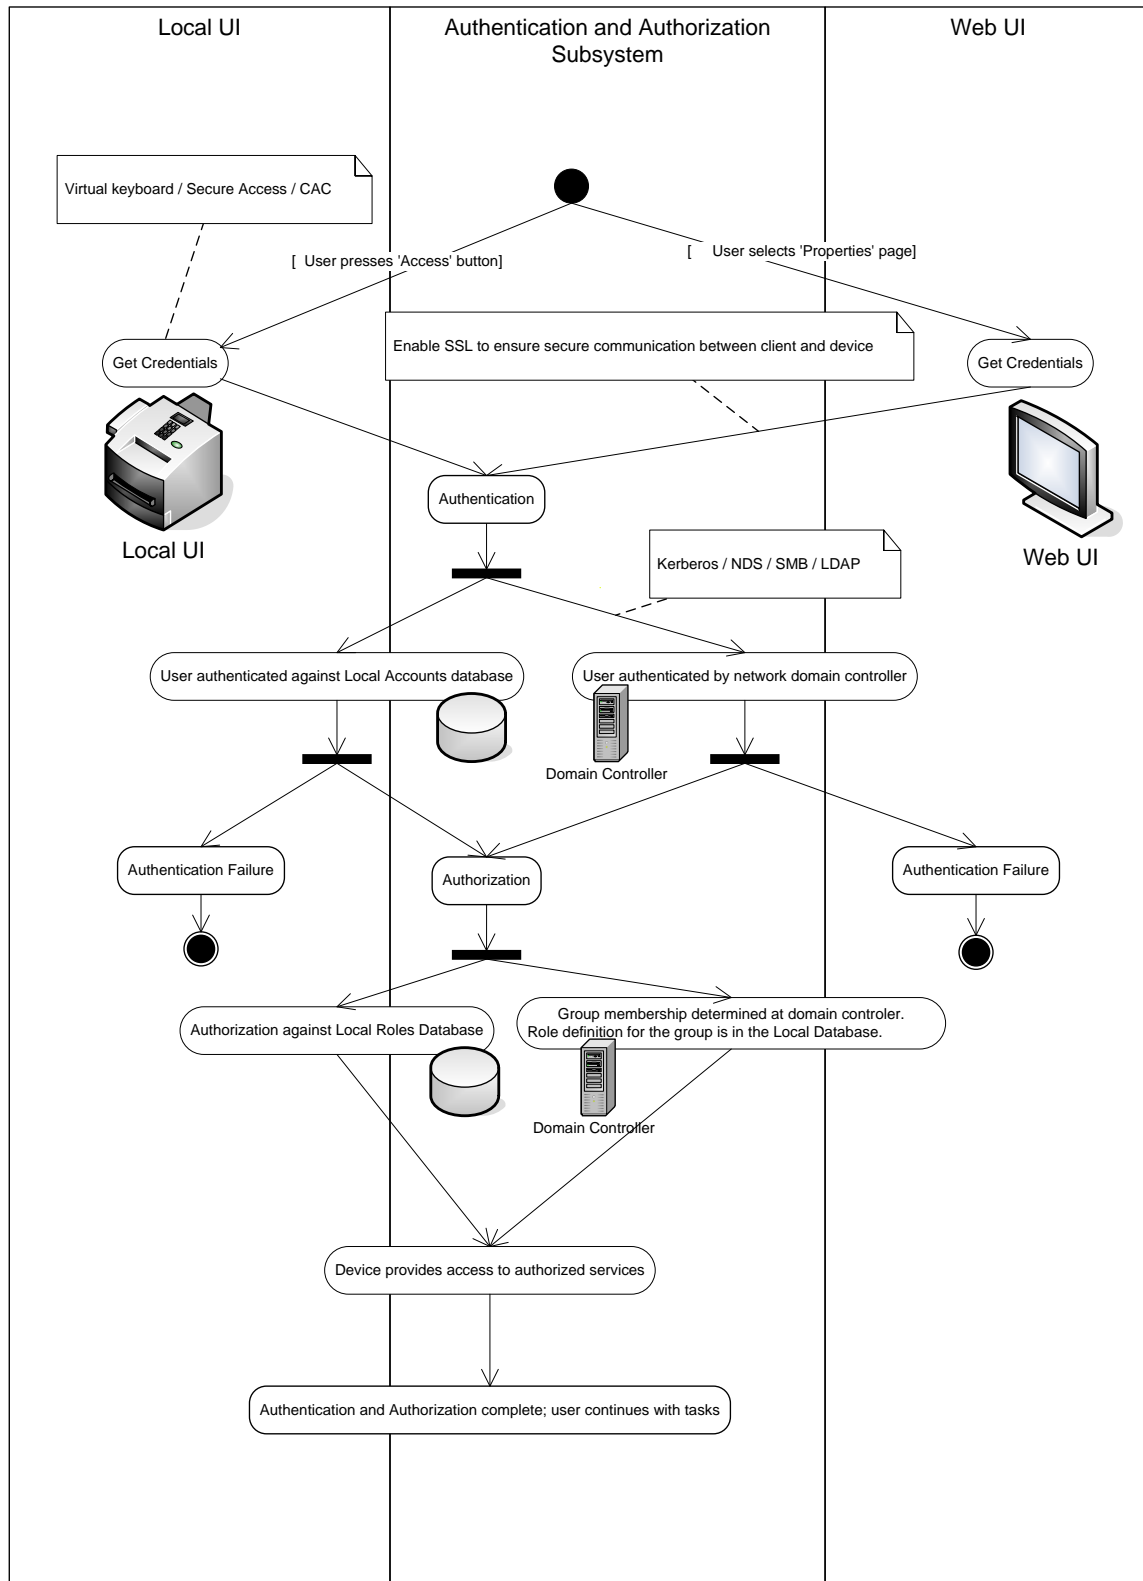 Local UI
Authentication and Authorization
Subsystem
Web UI
Virtual keyboard / Secure Access / CAC
[ User presses 'Access' button]
[ User selects 'Properties' page]
Enable SSL to ensure secure communication between client and device
Get Credentials
Get Credentials
Authentication
Local UI
Web UI
Kerberos / NDS / SMB / LDAP
User authenticated against Local Accounts database
User authenticated by network domain controller
Domain Controller
Authentication Failure
Authorization
Authentication Failure
Authorization against Local Roles Database
Group membership determined at domain controler.
Role definition for the group is in the Local Database.
Domain Controller
Device provides access to authorized services
Authentication and Authorization complete; user continues with tasks